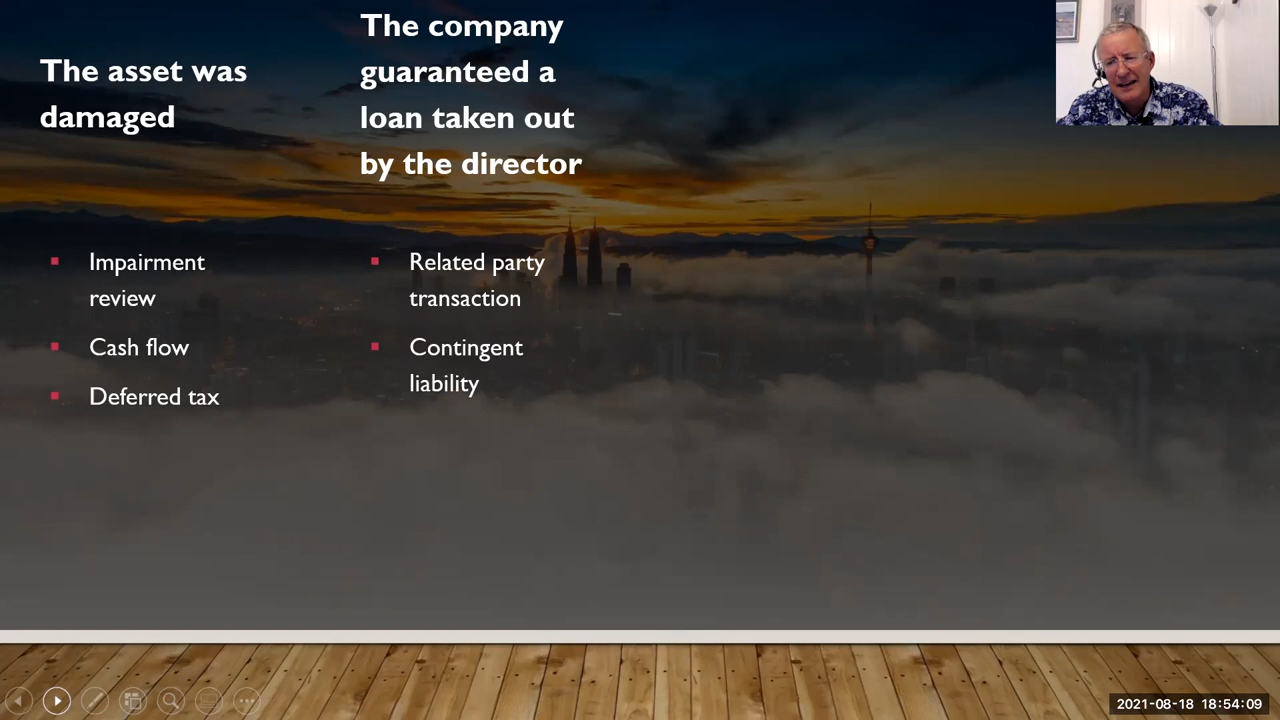 The asset was
damaged
Impairment
review
Cash flow
Deferred tax
The company
guaranteed a
loan taken out
by the director
Related party
transaction
Contingent
liability
2021-08-18 18:54:09